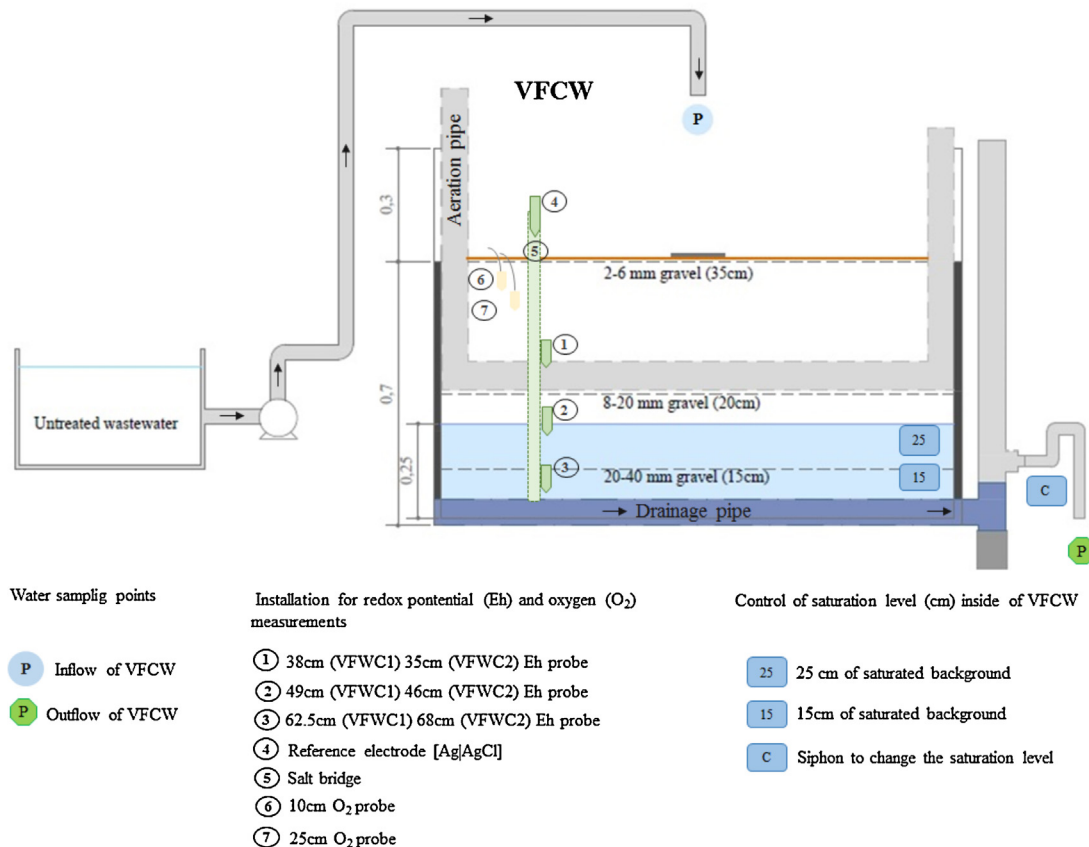 VFCW
P
Aeration pipe
0,3
4
5
2-6 mm gravel (35cm)
6
7
1
0,7
8-20 mm gravel (20cm)
2
Untreated wastewater
25
0,25
3
20-40 mm gravel (15cm)
15
C
Drainage pipe
P
Water samplig points
Installation for redox pontential (Eh) and oxygen (O₂)
measurements
Control of saturation level (cm) inside of VFCW
P Inflow of VFCW
P Outflow of VFCW
1 38cm (VFWC1) 35cm (VFWC2) Eh probe
2 49cm (VFWC1) 46cm (VFWC2) Eh probe
3 62.5cm (VFWC1) 68cm (VFWC2) Eh probe
4 Reference electrode [Ag|AgCl]
5 Salt bridge
6 10cm O₂ probe
7 25cm O₂ probe
25 25 cm of saturated background
15 15cm of saturated background
C Siphon to change the saturation level